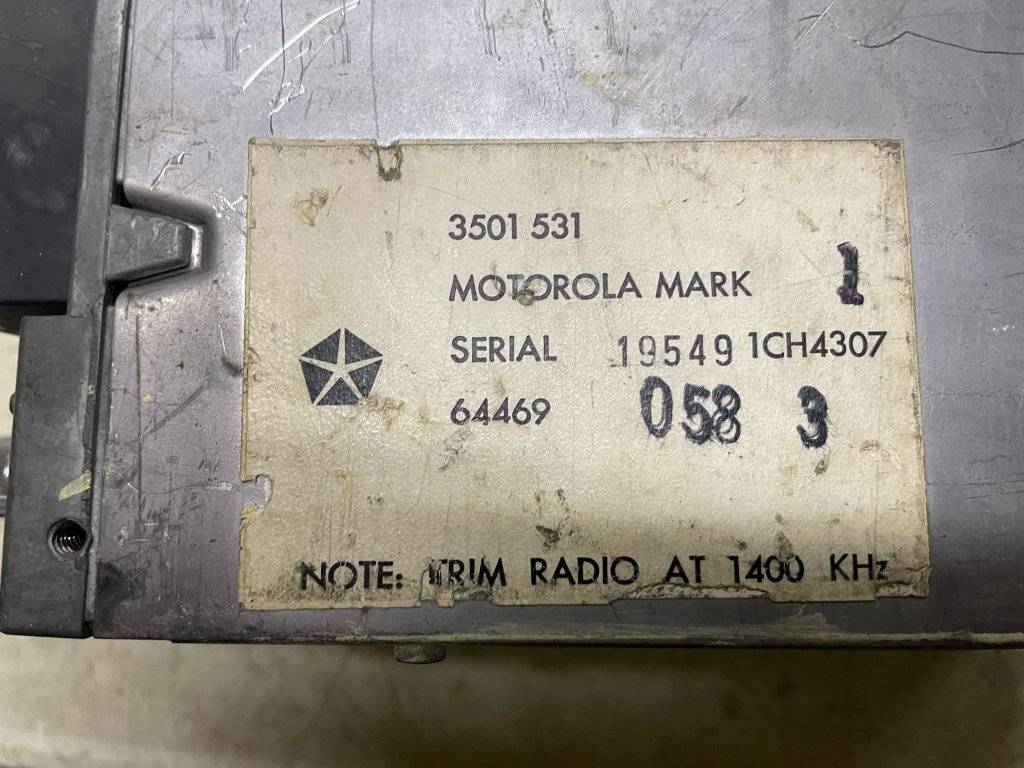 3501 531
MOTOROLA MARK 1
SERIAL 19549 1CH4307
64469 058 3
NOTE: TRIM RADIO AT 1400 KHz